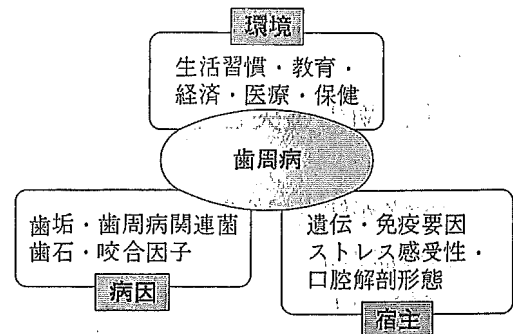 環境
生活習慣・教育・
経済・医療・保健
歯周病
歯垢・歯周病関連菌
歯石・咬合因子
病因
遺伝・免疫要因
ストレス感受性・
口腔解剖形態
宿主